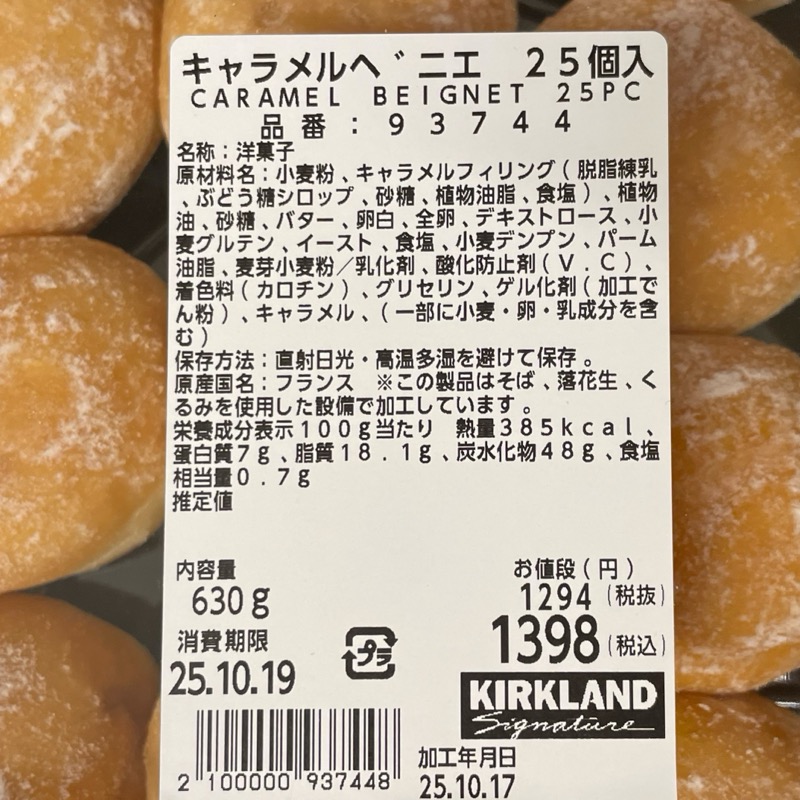 キャラメルベニエ　２５個入
CARAMEL BEIGNET 25PC
品番：93744
名称：洋菓子
原材料名：小麦粉、キャラメルフィリング（脱脂練乳
、ぶどう糖シロップ、砂糖、植物油脂、食塩）、植物
油、砂糖、バター、卵白、全卵、デキストロース、小
麦グルテン、イースト、食塩、小麦デンプン、パーム
油脂、麦芽小麦粉／乳化剤、酸化防止剤（Ｖ．Ｃ）、
着色料（カロチン）、グリセリン、ゲル化剤（加工で
ん粉）、キャラメル、（一部に小麦・卵・乳成分を含
む）
保存方法：直射日光・高温多湿を避けて保存。
原産国名：フランス　※この製品はそば、落花生、く
るみを使用した設備で加工しています。
栄養成分表示１００ｇ当たり　熱量３８５ｋｃａｌ、
蛋白質７ｇ、脂質１８．１ｇ、炭水化物４８ｇ、食塩
相当量０．７ｇ
推定値
内容量
630g
お値段（円）
1294（税抜）
1398（税込）
消費期限
25.10.19
プラ
KIRKLAND
Signature
2 100000 937448
加工年月日
25.10.17